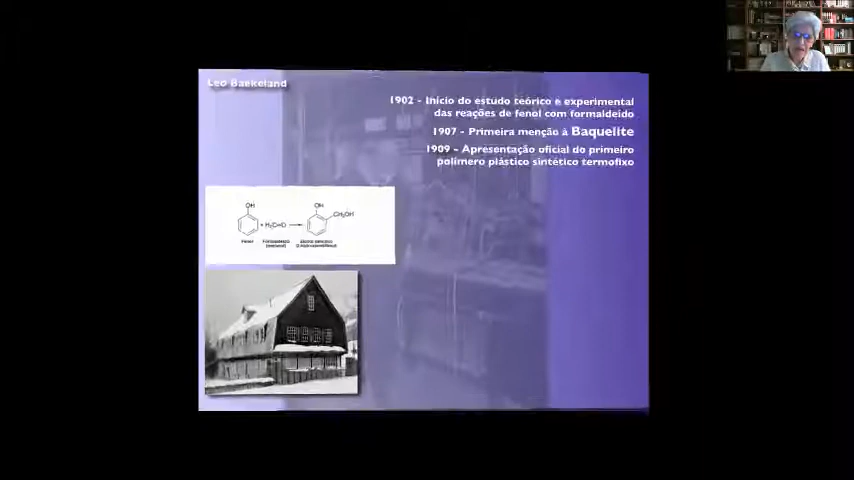 Leo Baekeland
1902 - Início do estudo teórico e experimental
das reações de fenol com formaldeído
1907 - Primeira menção à Baquelite
1909 - Apresentação oficial do primeiro
polímero plástico sintético termofixo
OH
OH
+ H₂C=O
CH₂OH
Fenol